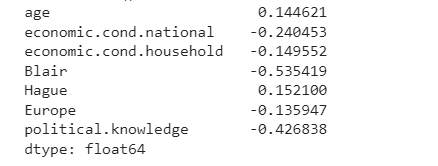 age 0.144621
economic.cond.national -0.240453
economic.cond.household -0.149552
Blair -0.535419
Hague 0.152100
Europe -0.135947
political.knowledge -0.426838
dtype: float64